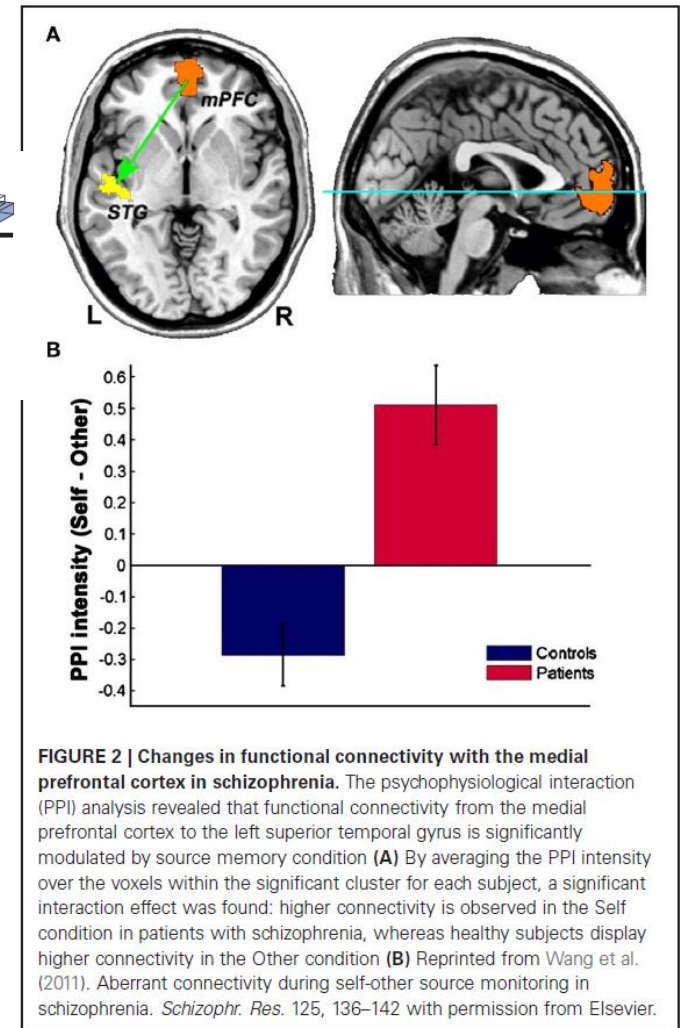 A
mPFC
STG
L
R
B
PPI intensity (Self - Other)
0.6
0.5
0.4
0.3
0.2
0.1
0
-0.1
-0.2
-0.3
-0.4
Controls
Patients
FIGURE 2 | Changes in functional connectivity with the medial
prefrontal cortex in schizophrenia. The psychophysiological interaction
(PPI) analysis revealed that functional connectivity from the medial
prefrontal cortex to the left superior temporal gyrus is significantly
modulated by source memory condition (A) By averaging the PPI intensity
over the voxels within the significant cluster for each subject, a significant
interaction effect was found: higher connectivity is observed in the Self
condition in patients with schizophrenia, whereas healthy subjects display
higher connectivity in the Other condition (B) Reprinted from Wang et al.
(2011). Aberrant connectivity during self-other source monitoring in
schizophrenia. Schizophr. Res. 125, 136–142 with permission from Elsevier.